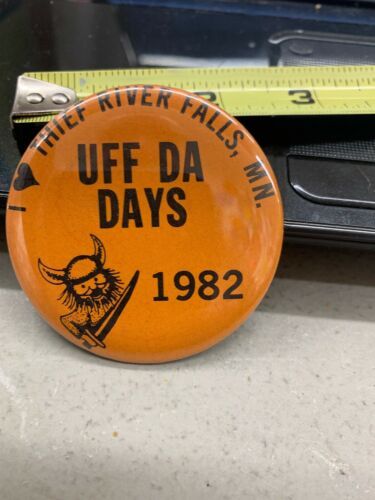 I ♥ THIEF RIVER FALLS, MN.
UFF DA
DAYS
1982
2
3